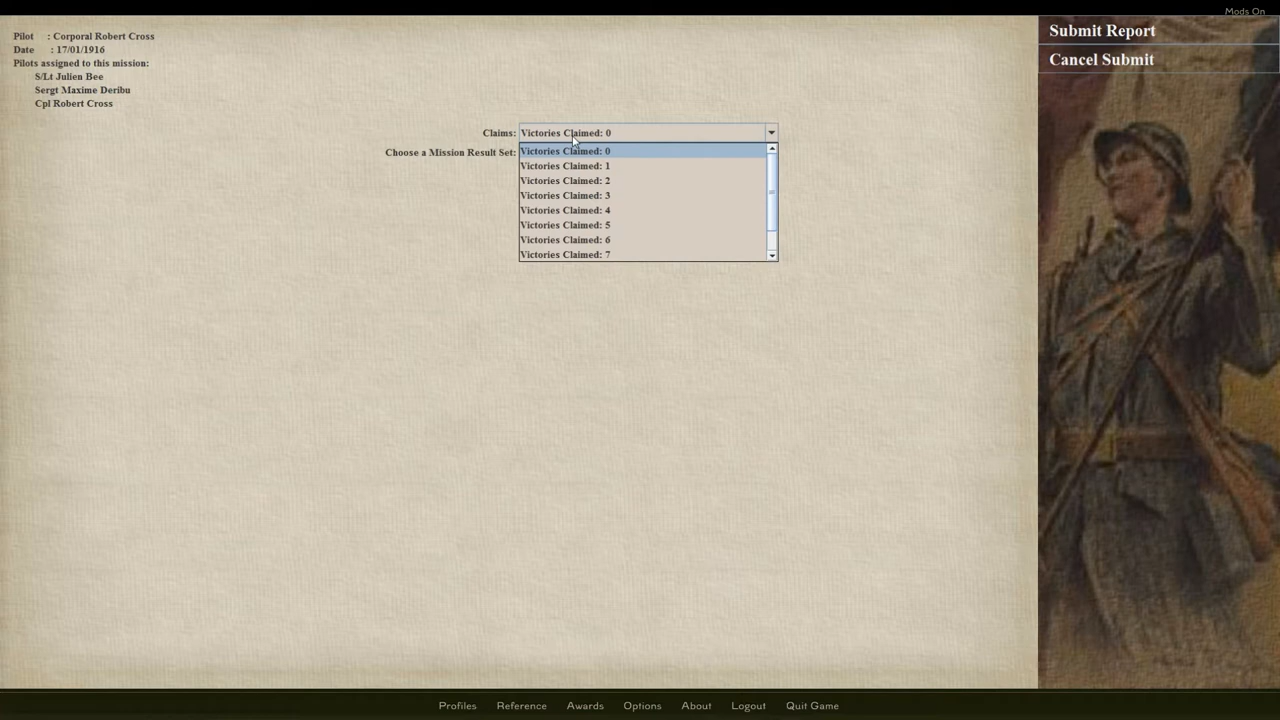 Mods On
Pilot : Corporal Robert Cross
Date : 17/01/1916
Pilots assigned to this mission:
S/Lt Julien Bee
Sergt Maxime Deribu
Cpl Robert Cross
Claims: Victories Claimed: 0
Choose a Mission Result Set:
Victories Claimed: 0
Victories Claimed: 1
Victories Claimed: 2
Victories Claimed: 3
Victories Claimed: 4
Victories Claimed: 5
Victories Claimed: 6
Victories Claimed: 7
Submit Report
Cancel Submit
Profiles Reference Awards Options About Logout Quit Game